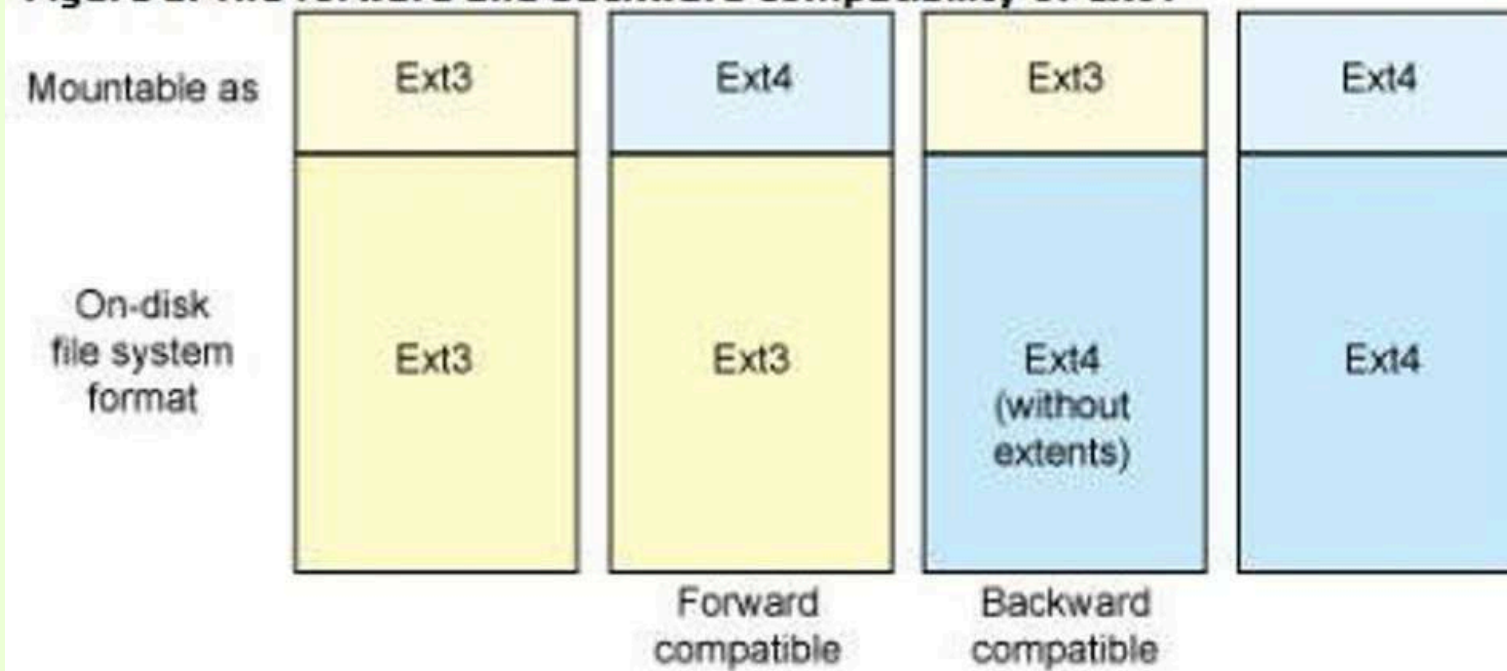 Mountable as
Ext3
Ext4
Ext3
Ext4
On-disk
file system
format
Ext3
Ext3
Ext4
(without
extents)
Ext4
Forward
compatible
Backward
compatible